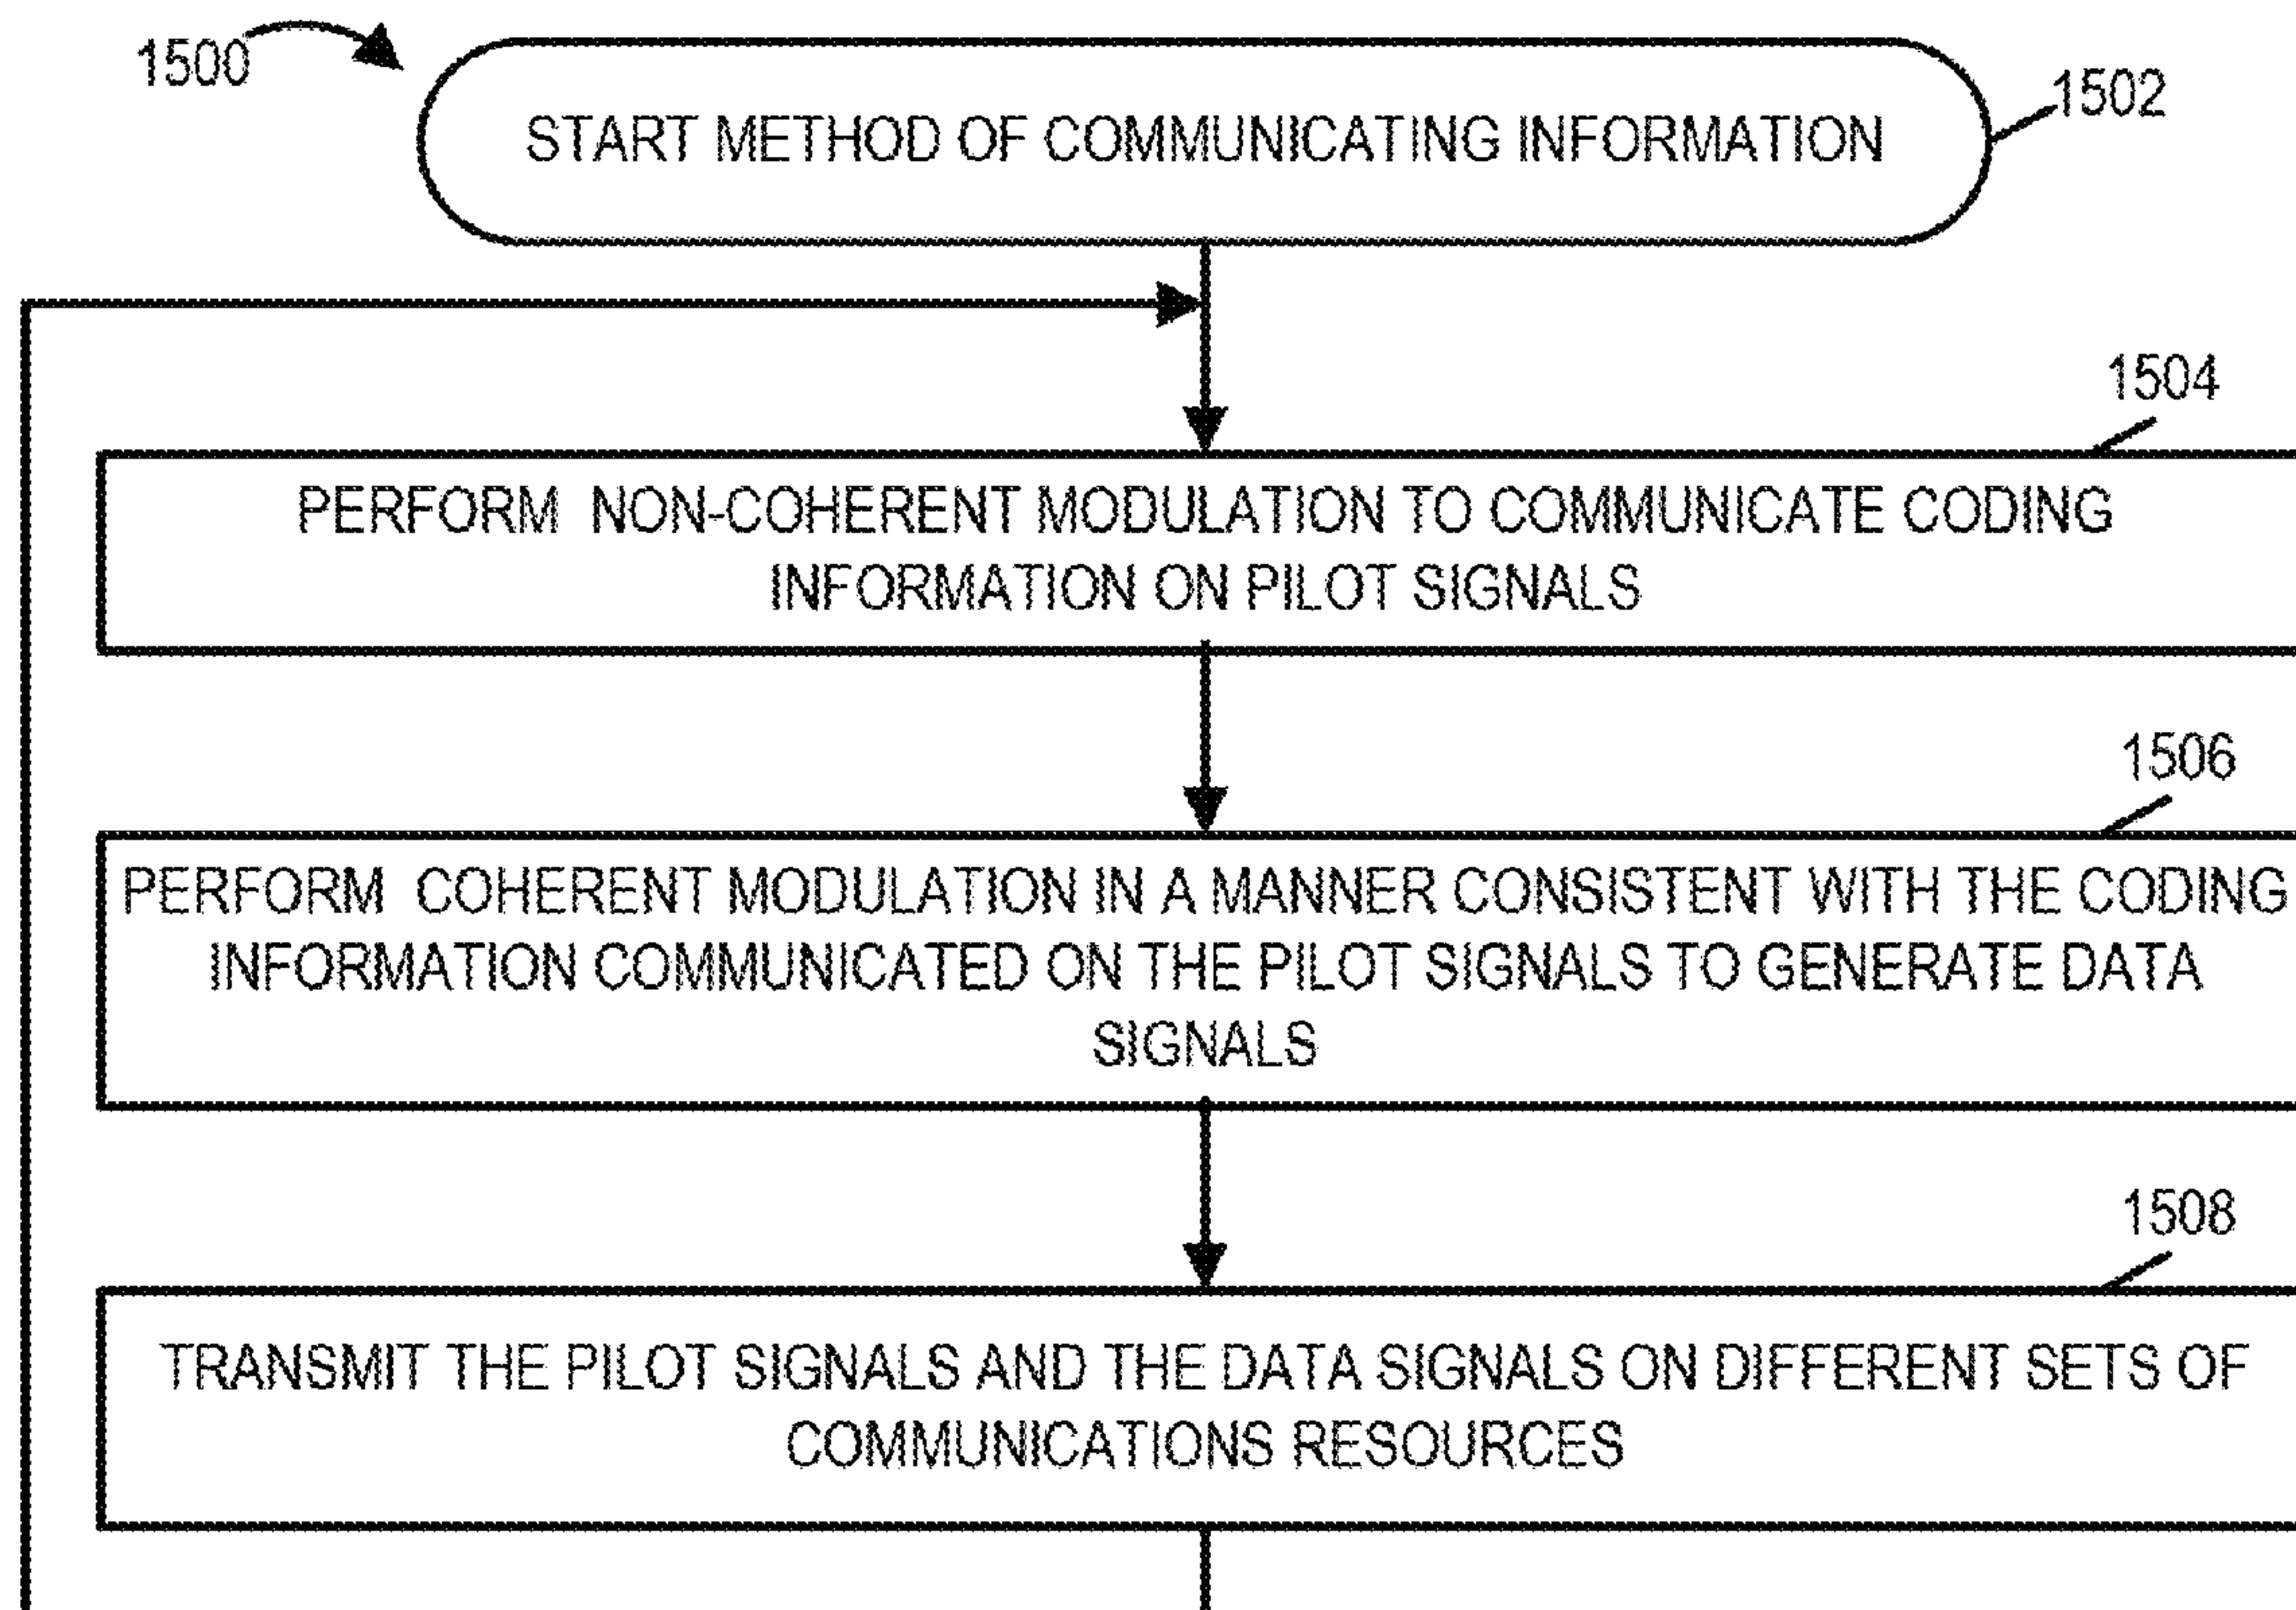 1500
START METHOD OF COMMUNICATING INFORMATION
1502
1504
PERFORM NON-COHERENT MODULATION TO COMMUNICATE CODING
INFORMATION ON PILOT SIGNALS
1506
PERFORM COHERENT MODULATION IN A MANNER CONSISTENT WITH THE CODING
INFORMATION COMMUNICATED ON THE PILOT SIGNALS TO GENERATE DATA
SIGNALS
1508
TRANSMIT THE PILOT SIGNALS AND THE DATA SIGNALS ON DIFFERENT SETS OF
COMMUNICATIONS RESOURCES